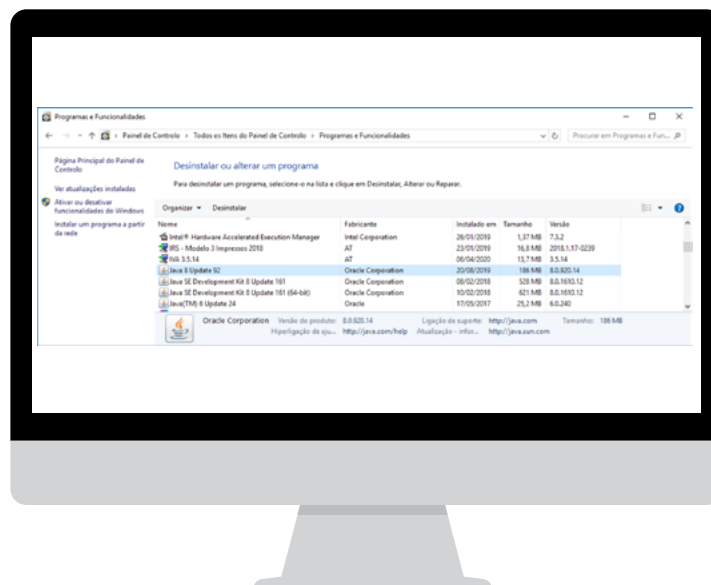 Programas e Funcionalidades
Painel de Controlo > Todos os Itens do Painel de Controlo > Programas e Funcionalidades
Procurar em Programas e Fun...
Página Principal do Painel de
Controlo
Ver atualizações instaladas
Ativar ou desativar
funcionalidades do Windows
Instalar um programa a partir
da rede
Desinstalar ou alterar um programa
Para desinstalar um programa, selecione-o na lista e clique em Desinstalar, Alterar ou Reparar.
Organizar Desinstalar
Nome Fabricante Instalado em Tamanho Versão
Intel® Hardware Accelerated Execution Manager Intel Corporation 26/01/2019 1,37 MB 7.3.2
IRS - Modelo 3 Impressos 2018 AT 23/01/2019 16,8 MB 2018.1.17-0239
IVA 3.5.14 AT 06/04/2020 13,7 MB 3.5.14
Java 8 Update 92 Oracle Corporation 20/08/2019 186 MB 8.0.920.14
Java SE Development Kit 8 Update 161 Oracle Corporation 08/02/2018 528 MB 8.0.1610.12
Java SE Development Kit 8 Update 161 (64-bit) Oracle Corporation 10/02/2018 621 MB 8.0.1610.12
Java(TM) 6 Update 24 Oracle 17/05/2017 25,2 MB 6.0.240
Oracle Corporation Versão do produto: 8.0.920.14 Ligação de suporte: http://java.com Tamanho: 186 MB
Hiperligação de aju... http://java.com/help Atualização - infor... http://java.sun.com